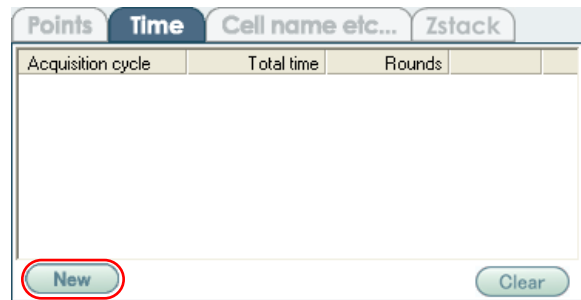 Points Time Cell name etc... Zstack
Acquisition cycle Total time Rounds
New Clear